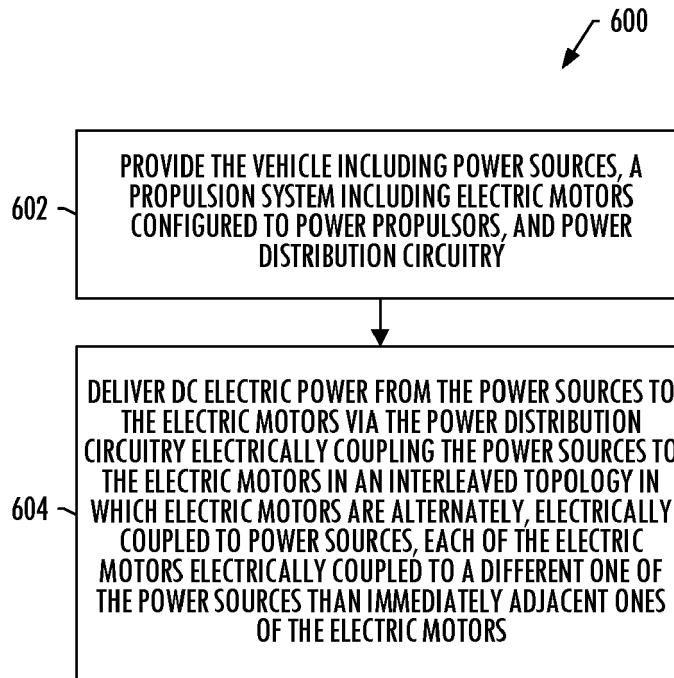 600
602
PROVIDE THE VEHICLE INCLUDING POWER SOURCES, A
PROPULSION SYSTEM INCLUDING ELECTRIC MOTORS
CONFIGURED TO POWER PROPULSORS, AND POWER
DISTRIBUTION CIRCUITRY
604
DELIVER DC ELECTRIC POWER FROM THE POWER SOURCES TO
THE ELECTRIC MOTORS VIA THE POWER DISTRIBUTION
CIRCUITRY ELECTRICALLY COUPLING THE POWER SOURCES TO
THE ELECTRIC MOTORS IN AN INTERLEAVED TOPOLOGY IN
WHICH ELECTRIC MOTORS ARE ALTERNATELY, ELECTRICALLY
COUPLED TO POWER SOURCES, EACH OF THE ELECTRIC
MOTORS ELECTRICALLY COUPLED TO A DIFFERENT ONE OF
THE POWER SOURCES THAN IMMEDIATELY ADJACENT ONES
OF THE ELECTRIC MOTORS